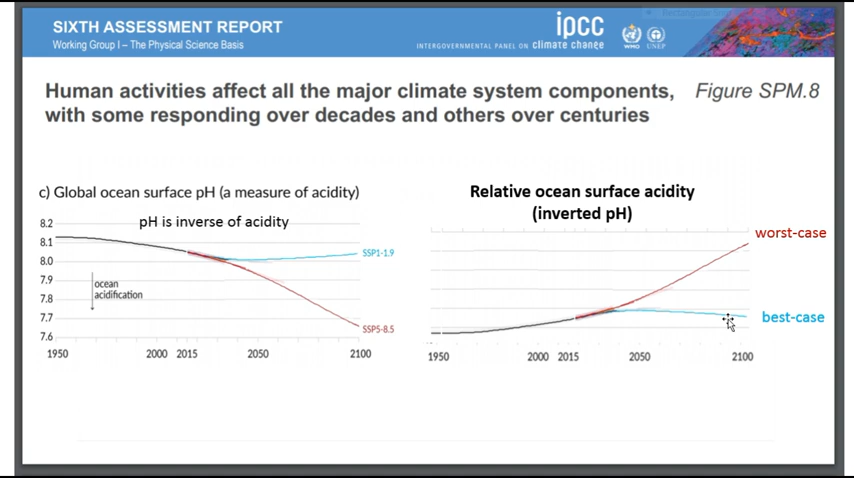 SIXTH ASSESSMENT REPORT
Working Group I – The Physical Science Basis
ipcc
INTERGOVERNMENTAL PANEL ON climate change
WMO
UNEP
Human activities affect all the major climate system components,
with some responding over decades and others over centuries
Figure SPM.8
c) Global ocean surface pH (a measure of acidity)
pH is inverse of acidity
8.2
8.1
8.0
7.9
7.8
7.7
7.6
ocean
acidification
SSP1-1.9
SSP5-8.5
1950
2000
2015
2050
2100
Relative ocean surface acidity
(inverted pH)
worst-case
best-case
1950
2000
2015
2050
2100